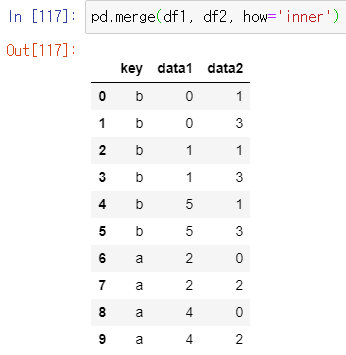 In [117]: pd.merge(df1, df2, how='inner')
Out[117]:
key data1 data2
0 b 0 1
1 b 0 3
2 b 1 1
3 b 1 3
4 b 5 1
5 b 5 3
6 a 2 0
7 a 2 2
8 a 4 0
9 a 4 2